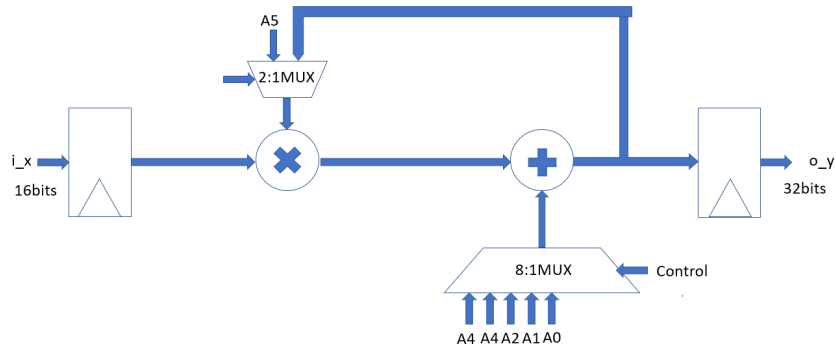 A5
2:1MUX
i_x
o_y
16bits
32bits
8:1MUX
Control
A4 A4 A2 A1 A0